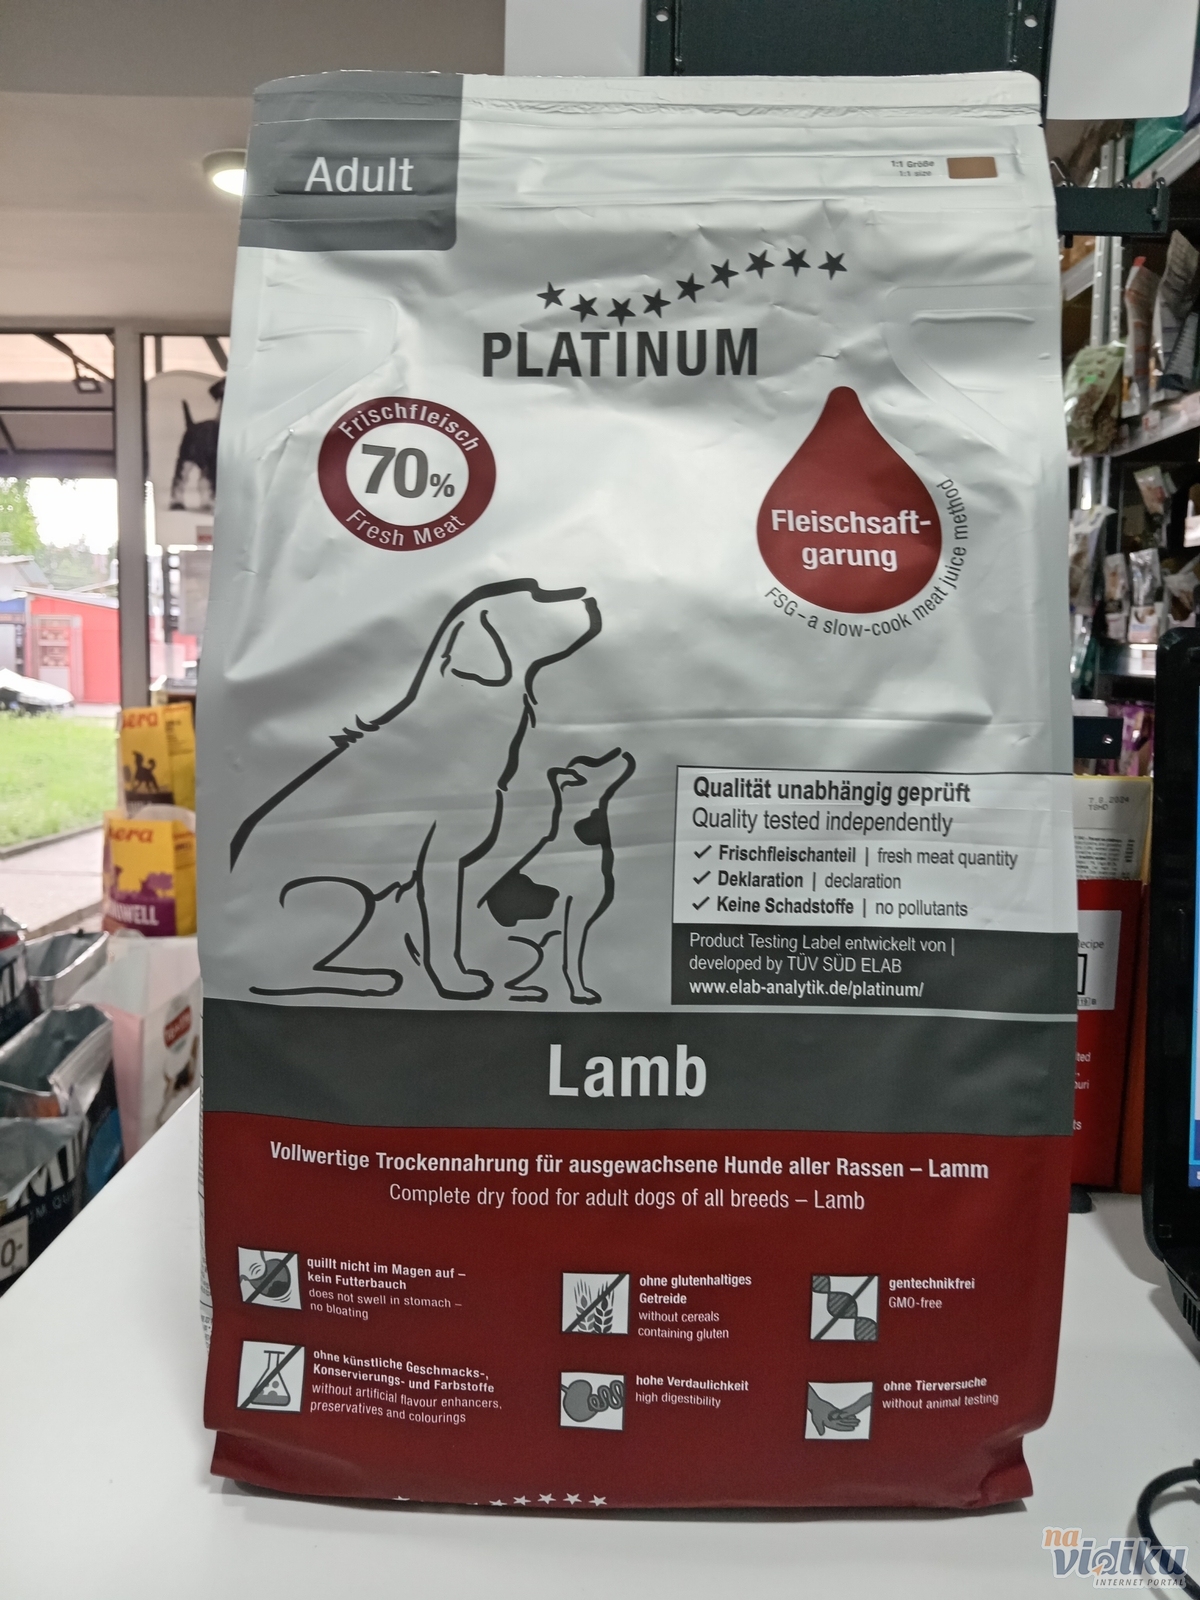 Adult
1:1 Größe
1:1 size
PLATINUM
Frischfleisch
70%
Fresh Meat
Fleischsaft-
garung
FSG – a slow-cook meat juice method
Qualität unabhängig geprüft
Quality tested independently
Frischfleischanteil | fresh meat quantity
Deklaration | declaration
Keine Schadstoffe | no pollutants
Product Testing Label entwickelt von |
developed by TÜV SÜD ELAB
www.elab-analytik.de/platinum/
Lamb
Vollwertige Trockennahrung für ausgewachsene Hunde aller Rassen – Lamm
Complete dry food for adult dogs of all breeds – Lamb
quillt nicht im Magen auf –
kein Futterbauch
does not swell in stomach –
no bloating
ohne glutenhaltiges
Getreide
without cereals
containing gluten
gentechnikfrei
GMO-free
ohne künstliche Geschmacks-,
Konservierungs- und Farbstoffe
without artificial flavour enhancers,
preservatives and colourings
hohe Verdaulichkeit
high digestibility
ohne Tierversuche
without animal testing
na
vidiku
INTERNET PORTAL